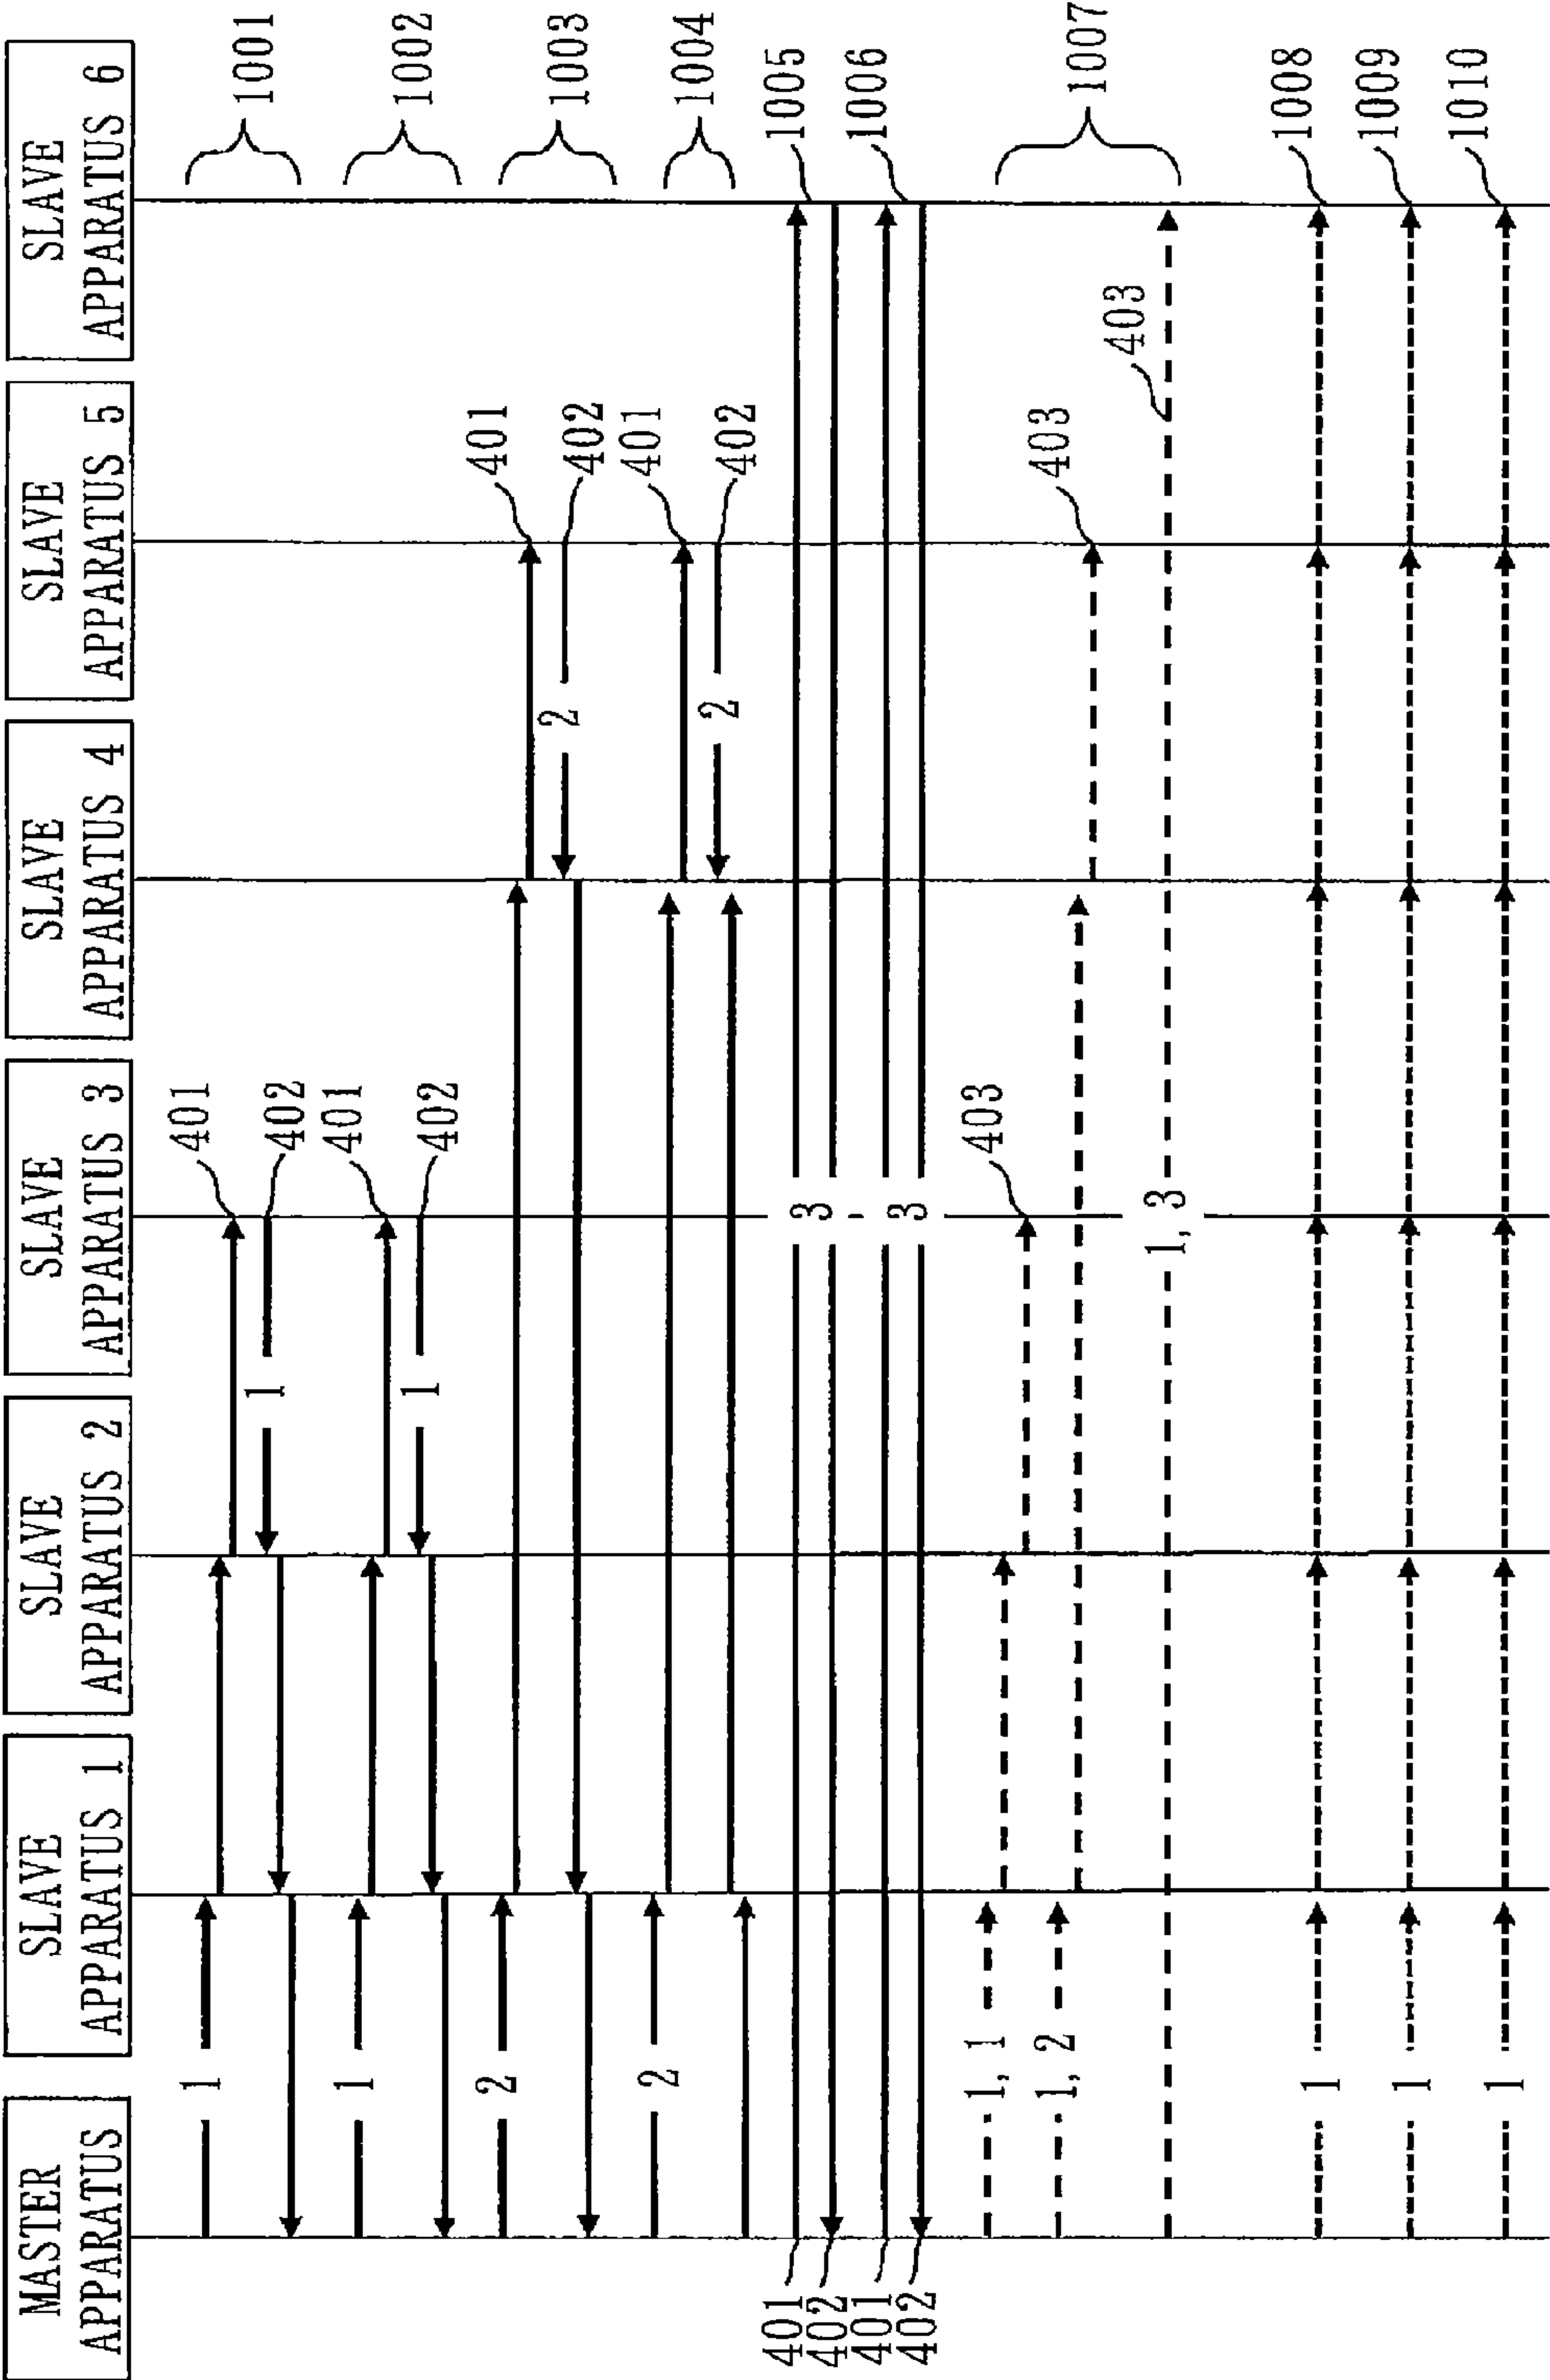 MASTER
APPARATUS
SLAVE
APPARATUS 1
SLAVE
APPARATUS 2
SLAVE
APPARATUS 3
SLAVE
APPARATUS 4
SLAVE
APPARATUS 5
SLAVE
APPARATUS 6
1
401
1
402
1001
1
401
1
402
1002
2
401
2
402
1003
2
401
2
402
1004
401
3
1005
402
401
3
1006
402
1, 1
403
1, 2
403
1007
1, 3
403
1
1008
1
1009
1
1010